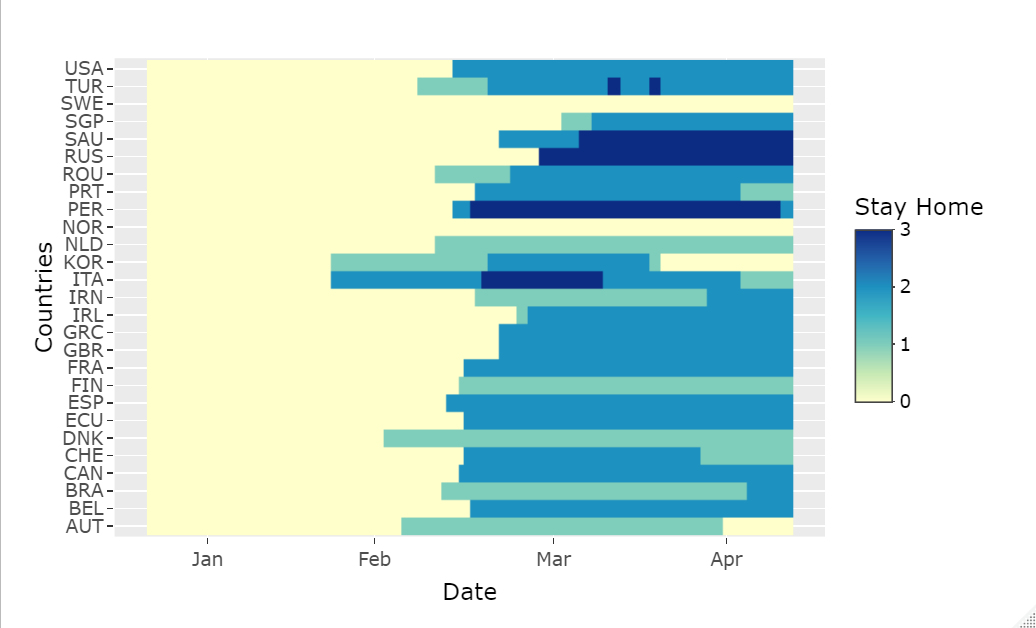 USA
TUR
SWE
SGP
SAU
RUS
ROU
PRT
PER
NOR
NLD
KOR
ITA
IRN
IRL
GRC
GBR
FRA
FIN
ESP
ECU
DNK
CHE
CAN
BRA
BEL
AUT
Countries
Jan Feb Mar Apr
Date
Stay Home
3
2
1
0